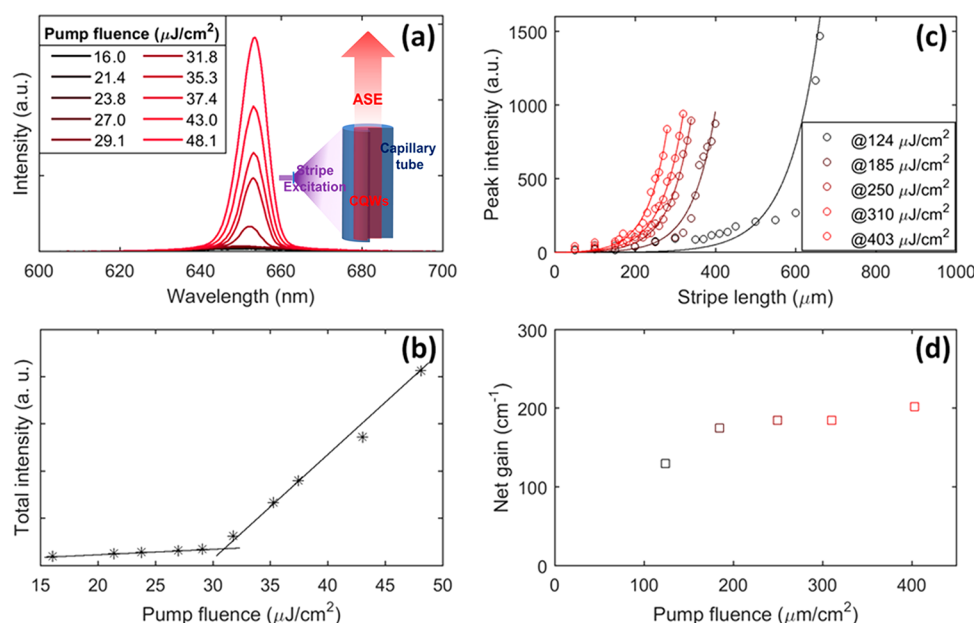 (a)
Pump fluence (μJ/cm²)
16.0 31.8
21.4 35.3
23.8 37.4
27.0 43.0
29.1 48.1
ASE
Capillary
tube
Stripe
Excitation
CQWs
Intensity (a.u.)
600 620 640 660 680 700
Wavelength (nm)
(c)
1500
1000
500
0
@124 μJ/cm²
@185 μJ/cm²
@250 μJ/cm²
@310 μJ/cm²
@403 μJ/cm²
Peak intensity (a.u.)
0 200 400 600 800 1000
Stripe length (μm)
(b)
Total intensity (a. u.)
15 20 25 30 35 40 45 50
Pump fluence (μJ/cm²)
(d)
300
200
100
0
Net gain (cm⁻¹)
0 100 200 300 400
Pump fluence (μm/cm²)